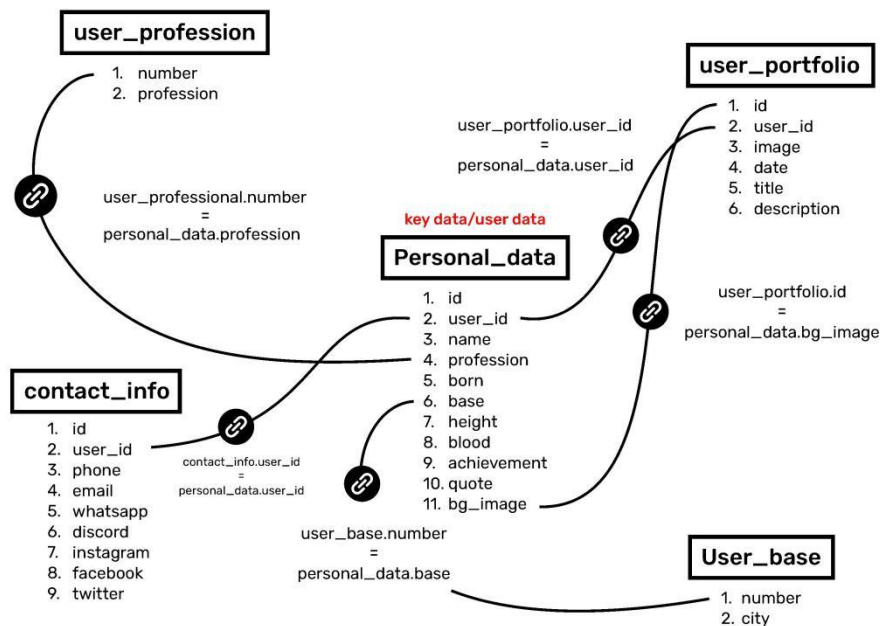 user_profession
1. number
2. profession
user_professional.number
=
personal_data.profession
user_portfolio
1. id
2. user_id
3. image
4. date
5. title
6. description
user_portfolio.user_id
=
personal_data.user_id
key data/user data
Personal_data
1. id
2. user_id
3. name
4. profession
5. born
6. base
7. height
8. blood
9. achievement
10. quote
11. bg_image
user_portfolio.id
=
personal_data.bg_image
contact_info
1. id
2. user_id
3. phone
4. email
5. whatsapp
6. discord
7. instagram
8. facebook
9. twitter
contact_info.user_id
=
personal_data.user_id
user_base.number
=
personal_data.base
User_base
1. number
2. city